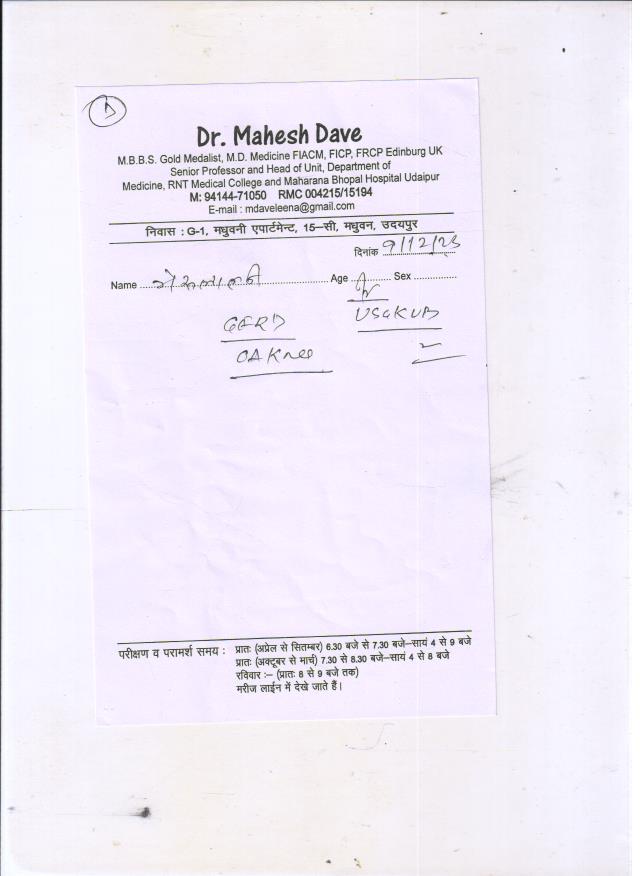 Dr. Mahesh Dave
M.B.B.S. Gold Medalist, M.D. Medicine FIACM, FICP, FRCP Edinburg UK
Senior Professor and Head of Unit, Department of
Medicine, RNT Medical College and Maharana Bhopal Hospital Udaipur
M: 94144-71050 RMC 004215/15194
E-mail : mdaveleena@gmail.com
निवास : G-1, मधुवनी एपार्टमेन्ट, 15–सी, मधुवन, उदयपुर
दिनांक 9/12/23
Name Age Sex
GERD USG KUB
OA Knee
परीक्षण व परामर्श समय : प्रातः (अप्रेल से सितम्बर) 6.30 बजे से 7.30 बजे–सायं 4 से 9 बजे
प्रातः (अक्टूबर से मार्च) 7.30 से 8.30 बजे–सायं 4 से 8 बजे
रविवार :– (प्रातः 8 से 9 बजे तक)
मरीज लाईन में देखे जाते हैं।